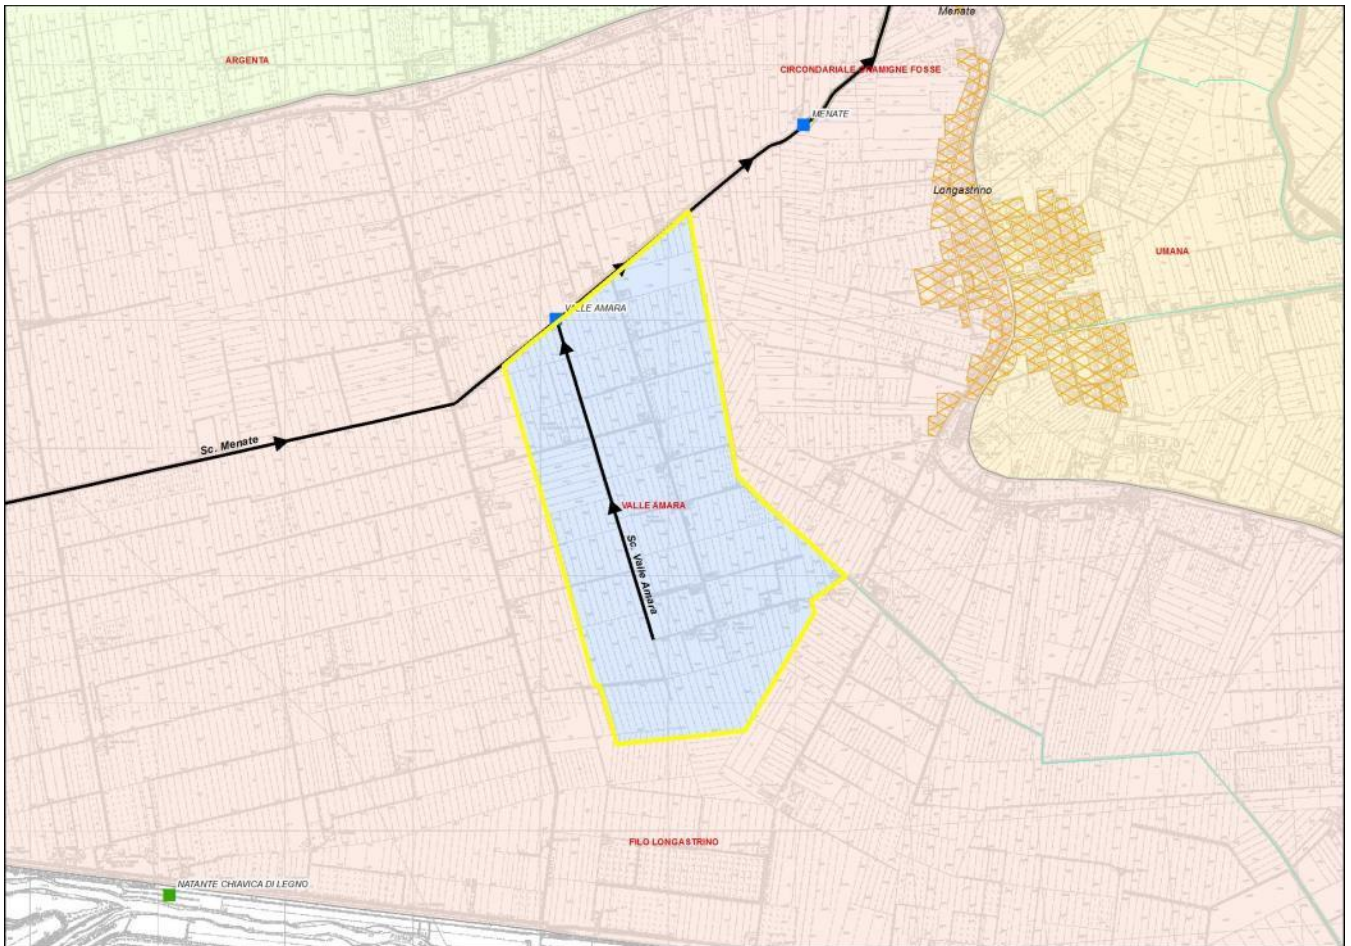 Menate
ARGENTA
CIRCONDARIALE GRAMIGNE FOSSE
MENATE
Longastrino
UMANA
VALLE AMARA
Sc. Menate
VALLE AMARA
Sc. Valle Amara
FILO LONGASTRINO
NATANTE CHIAVICA DI LEGNO